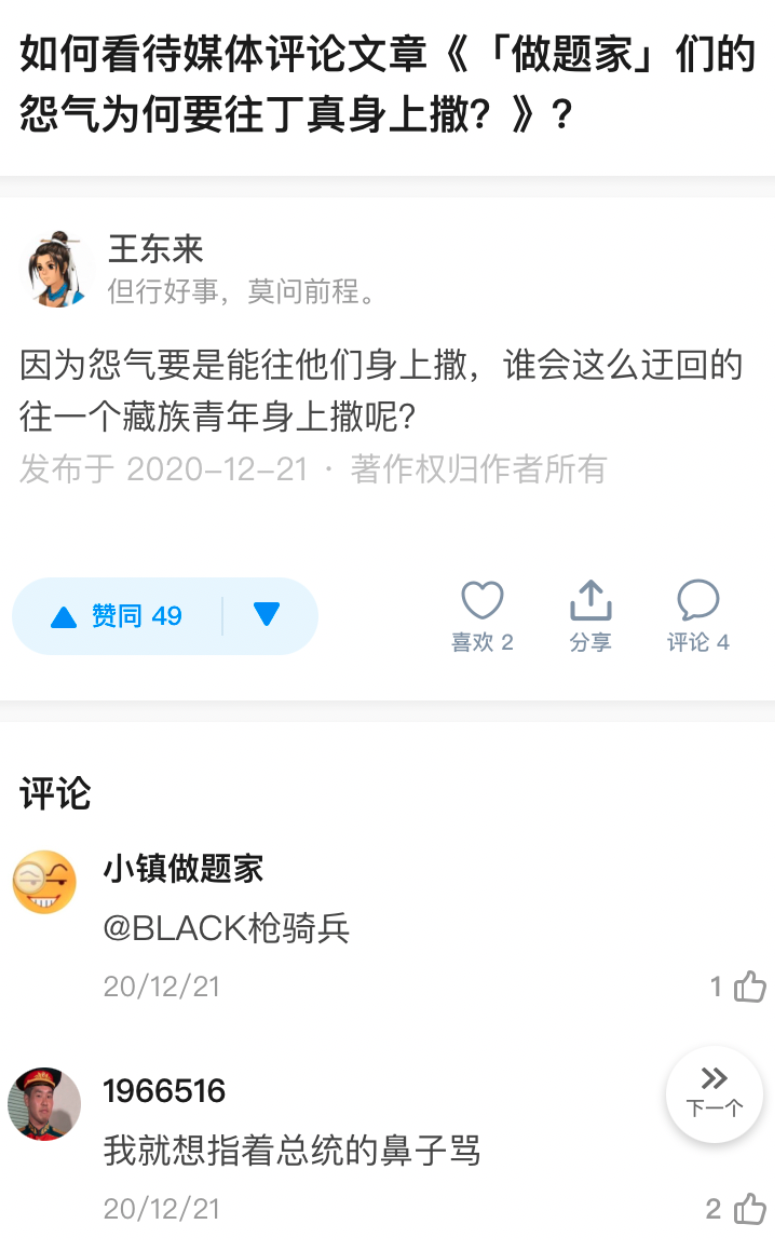 如何看待媒体评论文章《「做题家」们的
怨气为何要往丁真身上撒？》？
王东来
但行好事，莫问前程。
因为怨气要是能往他们身上撒，谁会这么迂回的
往一个藏族青年身上撒呢？
发布于 2020-12-21 · 著作权归作者所有
赞同 49
喜欢 2
分享
评论 4
评论
小镇做题家
@BLACK枪骑兵
20/12/21
1
1966516
下一个
我就想指着总统的鼻子骂
20/12/21
2